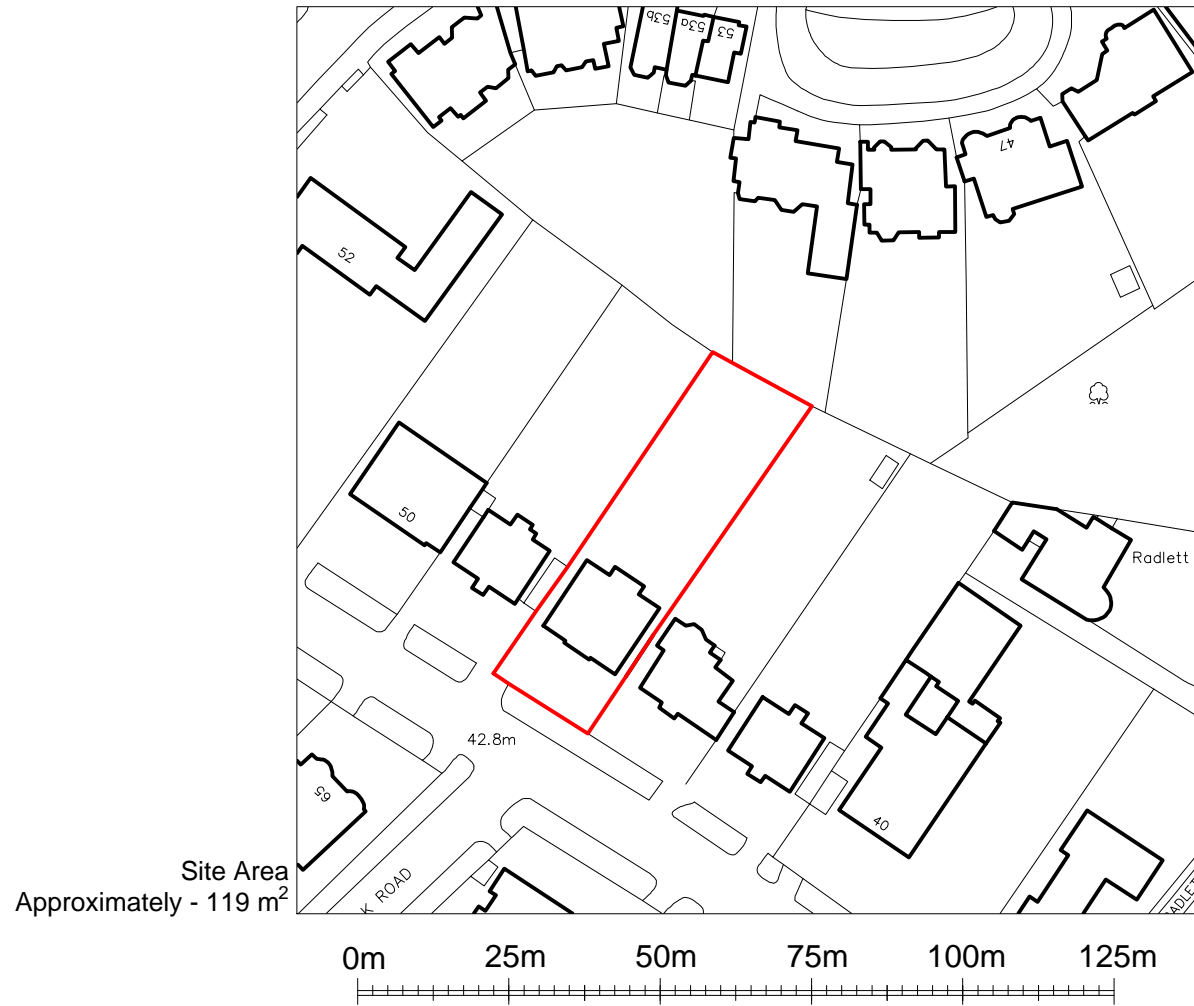 53b
53a
53
47
52
50
Radlett
42.8m
65
40
K ROAD
RADLET
Site Area
Approximately - 119 m²
0m 25m 50m 75m 100m 125m